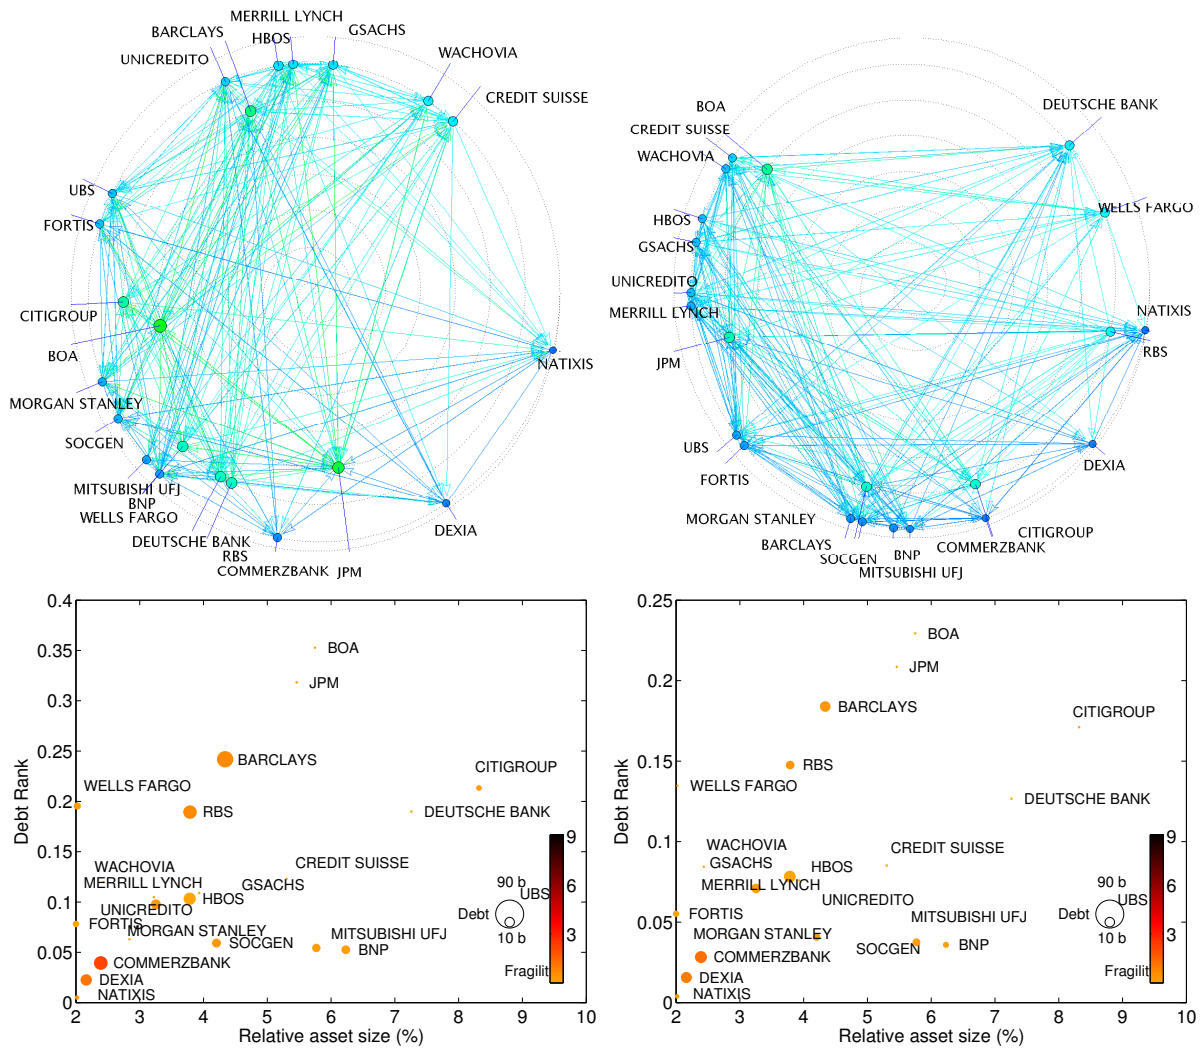 MERRILL LYNCH
BARCLAYS
HBOS
GSACHS
UNICREDITO
WACHOVIA
CREDIT SUISSE
UBS
FORTIS
CITIGROUP
BOA
NATIXIS
MORGAN STANLEY
SOCGEN
MITSUBISHI UFJ
BNP
WELLS FARGO
DEXIA
DEUTSCHE BANK
RBS
COMMERZBANK
JPM
BOA
DEUTSCHE BANK
CREDIT SUISSE
WACHOVIA
WELLS FARGO
HBOS
GSACHS
UNICREDITO
MERRILL LYNCH
NATIXIS
RBS
JPM
UBS
FORTIS
DEXIA
MORGAN STANLEY
BARCLAYS
SOCGEN
BNP
MITSUBISHI UFJ
COMMERZBANK
CITIGROUP
0.4
0.35
0.3
0.25
0.2
0.15
0.1
0.05
0
Debt Rank
BOA
JPM
BARCLAYS
CITIGROUP
WELLS FARGO
RBS
DEUTSCHE BANK
WACHOVIA
CREDIT SUISSE
MERRILL LYNCH
GSACHS
HBOS
UNICREDITO
UBS
FORTIS
MORGAN STANLEY
SOCGEN
MITSUBISHI UFJ
BNP
COMMERZBANK
DEXIA
NATIXIS
90 b
Debt
10 b
Fragilit
9
6
3
2 3 4 5 6 7 8 9 10
Relative asset size (%)
0.25
0.2
0.15
0.1
0.05
0
Debt Rank
BOA
JPM
BARCLAYS
CITIGROUP
RBS
WELLS FARGO
DEUTSCHE BANK
WACHOVIA
GSACHS
HBOS
CREDIT SUISSE
MERRILL LYNCH
UNICREDITO
UBS
FORTIS
MITSUBISHI UFJ
MORGAN STANLEY
SOCGEN
BNP
COMMERZBANK
DEXIA
NATIXIS
90 b
Debt
10 b
Fragilit
9
6
3
2 3 4 5 6 7 8 9 10
Relative asset size (%)